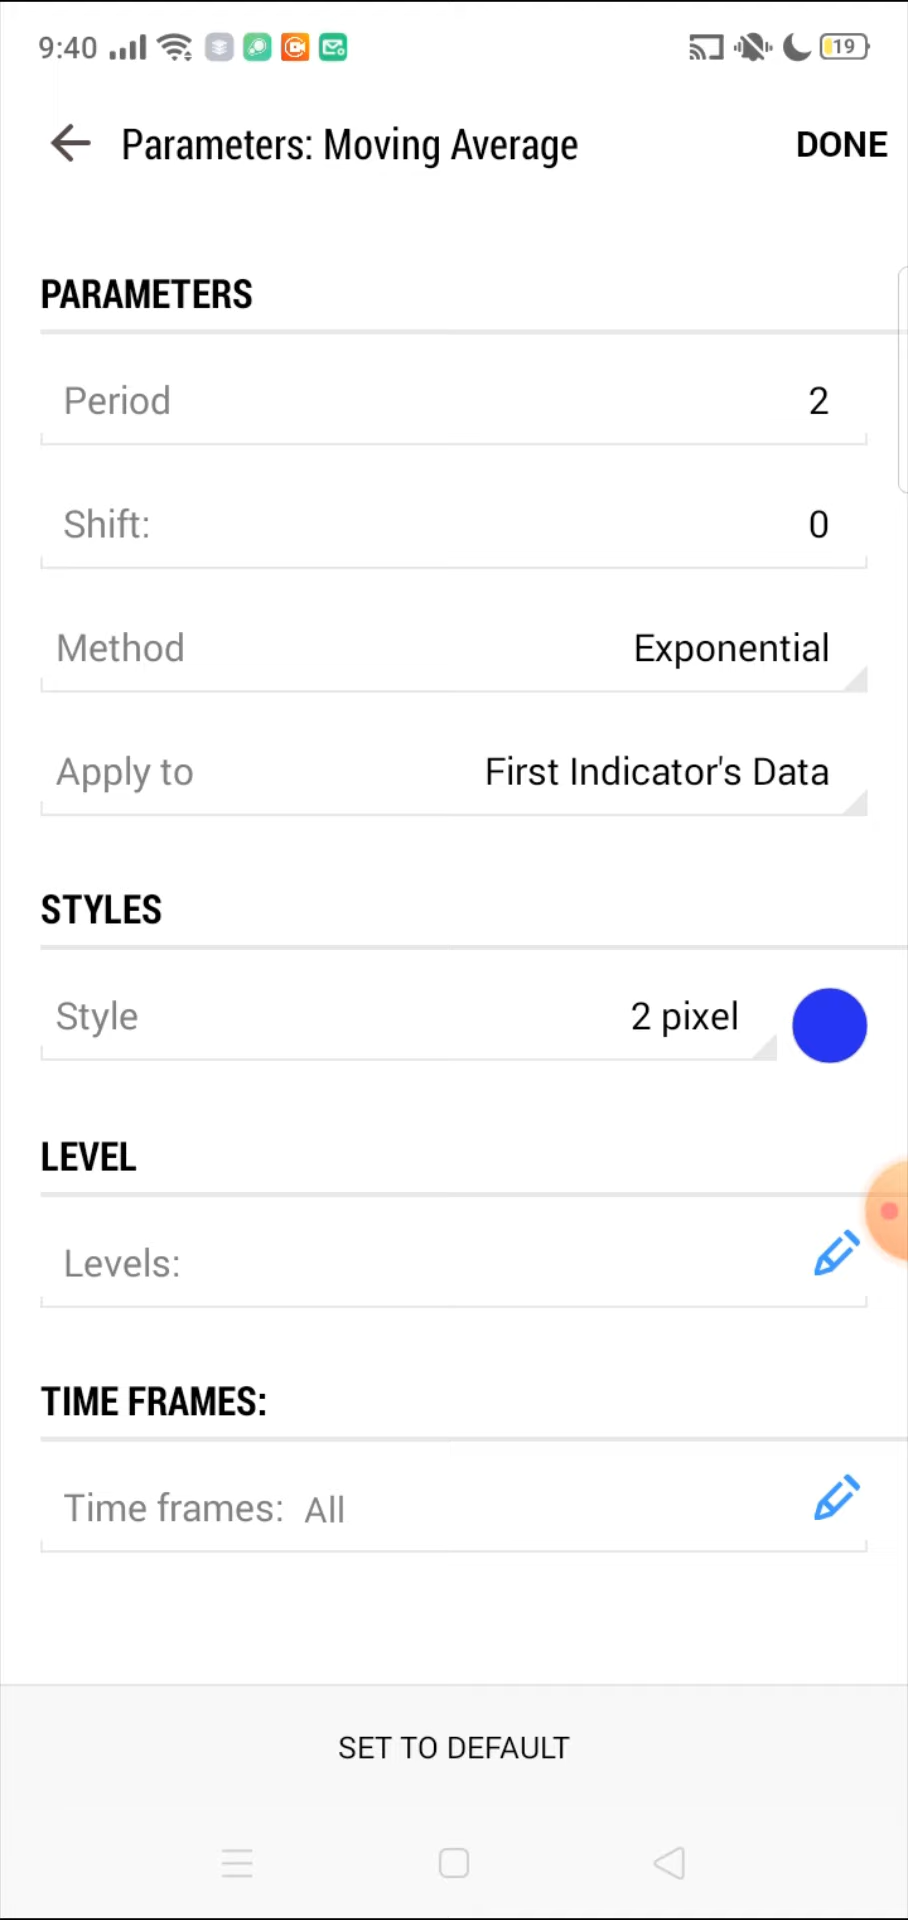 9:40
19
Parameters: Moving Average
DONE
PARAMETERS
Period 2
Shift: 0
Method Exponential
Apply to First Indicator's Data
STYLES
Style 2 pixel
LEVEL
Levels:
TIME FRAMES:
Time frames: All
SET TO DEFAULT